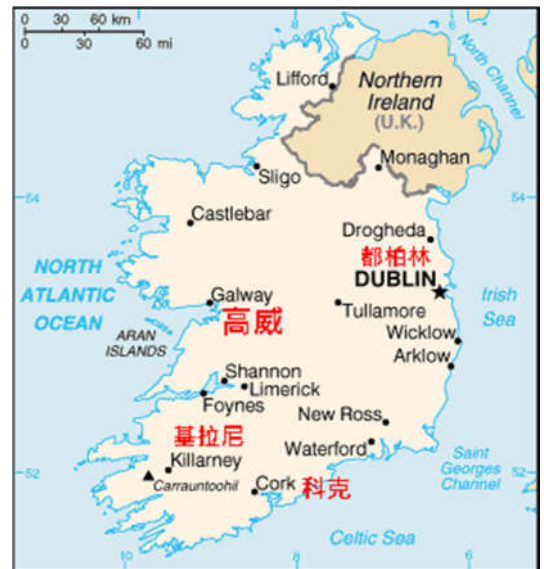 0 30 60 km
0 30 60 mi
North Channel
Lifford
Northern
Ireland
(U.K.)
Monaghan
Sligo
54
54
Castlebar
Drogheda
都柏林
DUBLIN
NORTH
ATLANTIC
OCEAN
Galway
高威
Tullamore
Irish
Sea
ARAN
ISLANDS
Wicklow
Arklow
Shannon
Limerick
Foynes
New Ross
基拉尼
Waterford
Killarney
Saint
Georges
Channel
52
52
Carrauntoohil
Cork 科克
Celtic Sea
10
8
6